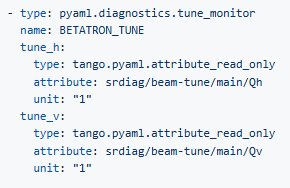 - type: pyaml.diagnostics.tune_monitor
name: BETATRON_TUNE
tune_h:
type: tango.pyaml.attribute_read_only
attribute: srdiag/beam-tune/main/Qh
unit: "1"
tune_v:
type: tango.pyaml.attribute_read_only
attribute: srdiag/beam-tune/main/Qv
unit: "1"